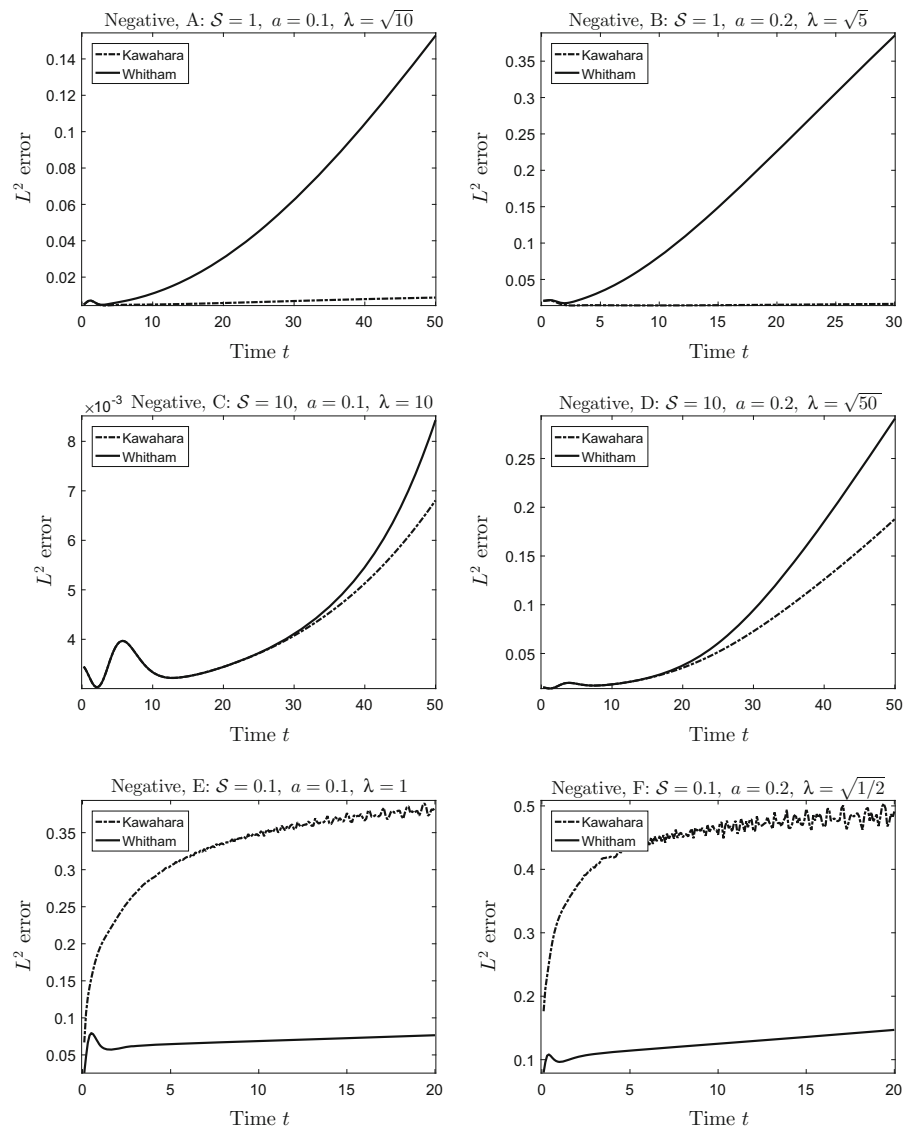 Negative, A: 𝒮 = 1, a = 0.1, λ = √10
Kawahara
Whitham
0.14
0.12
0.1
0.08
0.06
0.04
0.02
L² error
0 10 20 30 40 50
Time t
Negative, B: 𝒮 = 1, a = 0.2, λ = √5
Kawahara
Whitham
0.35
0.3
0.25
0.2
0.15
0.1
0.05
L² error
0 5 10 15 20 25 30
Time t
×10⁻³ Negative, C: 𝒮 = 10, a = 0.1, λ = 10
Kawahara
Whitham
8
7
6
5
4
L² error
0 10 20 30 40 50
Time t
Negative, D: 𝒮 = 10, a = 0.2, λ = √50
Kawahara
Whitham
0.25
0.2
0.15
0.1
0.05
L² error
0 10 20 30 40 50
Time t
Negative, E: 𝒮 = 0.1, a = 0.1, λ = 1
Kawahara
Whitham
0.35
0.3
0.25
0.2
0.15
0.1
0.05
L² error
0 5 10 15 20
Time t
Negative, F: 𝒮 = 0.1, a = 0.2, λ = √1/2
Kawahara
Whitham
0.5
0.4
0.3
0.2
0.1
L² error
0 5 10 15 20
Time t